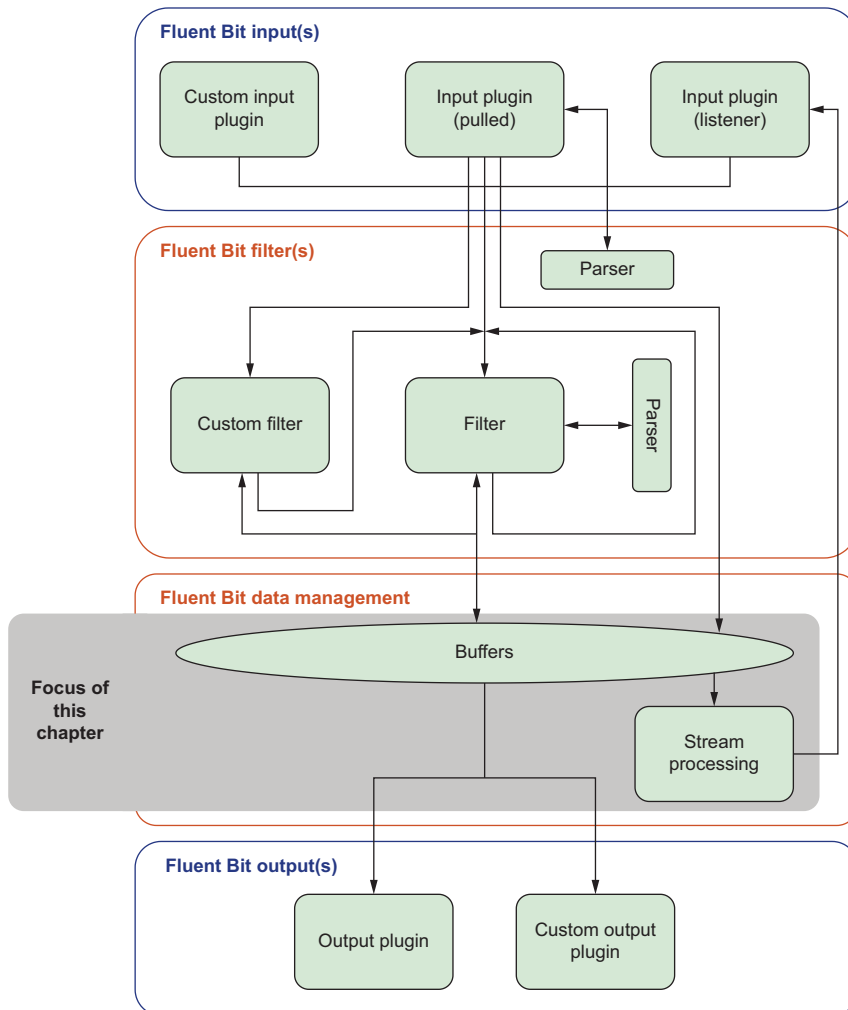 Fluent Bit input(s)
Custom input
plugin
Input plugin
(pulled)
Input plugin
(listener)
Fluent Bit filter(s)
Parser
Custom filter
Filter
Parser
Fluent Bit data management
Buffers
Focus of
this
chapter
Stream
processing
Fluent Bit output(s)
Output plugin
Custom output
plugin